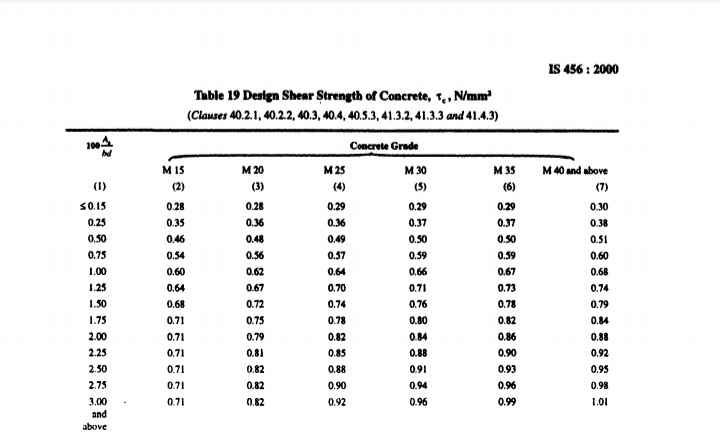 IS 456 : 2000
Table 19 Design Shear Strength of Concrete, τc, N/mm²
(Clauses 40.2.1, 40.2.2, 40.3, 40.4, 40.5.3, 41.3.2, 41.3.3 and 41.4.3)
100 As/bd Concrete Grade
M 15 M 20 M 25 M 30 M 35 M 40 and above
(1) (2) (3) (4) (5) (6) (7)
≤0.15 0.28 0.28 0.29 0.29 0.29 0.30
0.25 0.35 0.36 0.36 0.37 0.37 0.38
0.50 0.46 0.48 0.49 0.50 0.50 0.51
0.75 0.54 0.56 0.57 0.59 0.59 0.60
1.00 0.60 0.62 0.64 0.66 0.67 0.68
1.25 0.64 0.67 0.70 0.71 0.73 0.74
1.50 0.68 0.72 0.74 0.76 0.78 0.79
1.75 0.71 0.75 0.78 0.80 0.82 0.84
2.00 0.71 0.79 0.82 0.84 0.86 0.88
2.25 0.71 0.81 0.85 0.88 0.90 0.92
2.50 0.71 0.82 0.88 0.91 0.93 0.95
2.75 0.71 0.82 0.90 0.94 0.96 0.98
3.00 0.71 0.82 0.92 0.96 0.99 1.01
and
above